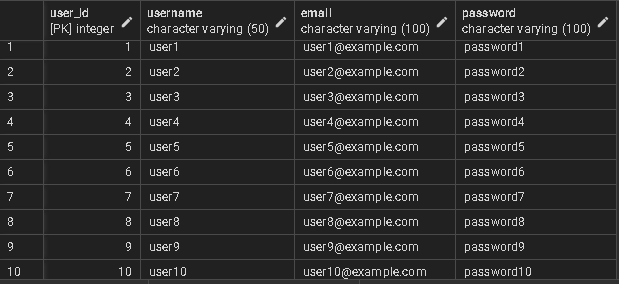 user_id username email password
[PK] integer character varying (50) character varying (100) character varying (100)
1 1 user1 user1@example.com password1
2 2 user2 user2@example.com password2
3 3 user3 user3@example.com password3
4 4 user4 user4@example.com password4
5 5 user5 user5@example.com password5
6 6 user6 user6@example.com password6
7 7 user7 user7@example.com password7
8 8 user8 user8@example.com password8
9 9 user9 user9@example.com password9
10 10 user10 user10@example.com password10